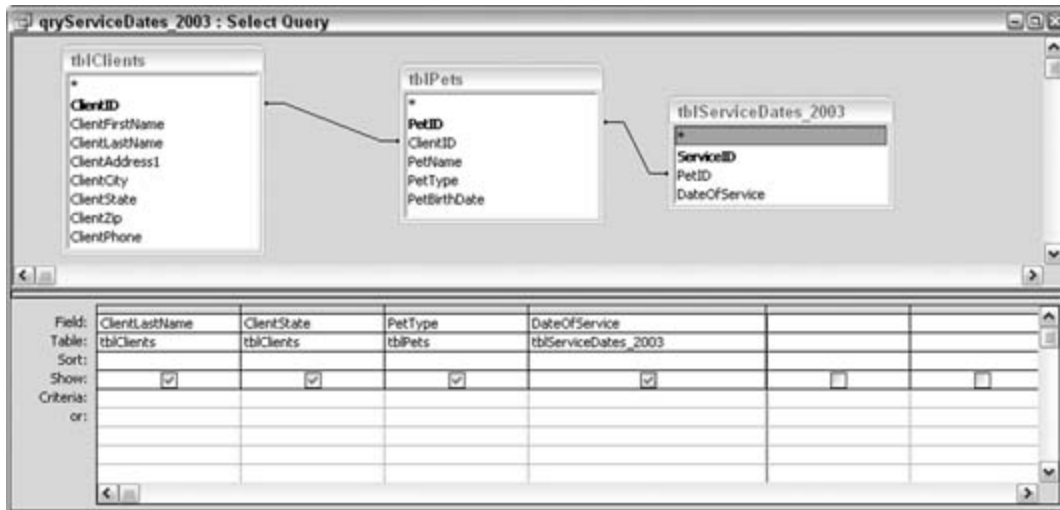 qryServiceDates_2003 : Select Query
tblClients
*
ClientID
ClientFirstName
ClientLastName
ClientAddress1
ClientCity
ClientState
ClientZip
ClientPhone
tblPets
*
PetID
ClientID
PetName
PetType
PetBirthDate
tblServiceDates_2003
*
ServiceID
PetID
DateOfService
Field: ClientLastName ClientState PetType DateOfService
Table: tblClients tblClients tblPets tblServiceDates_2003
Sort:
Show:
Criteria:
or: